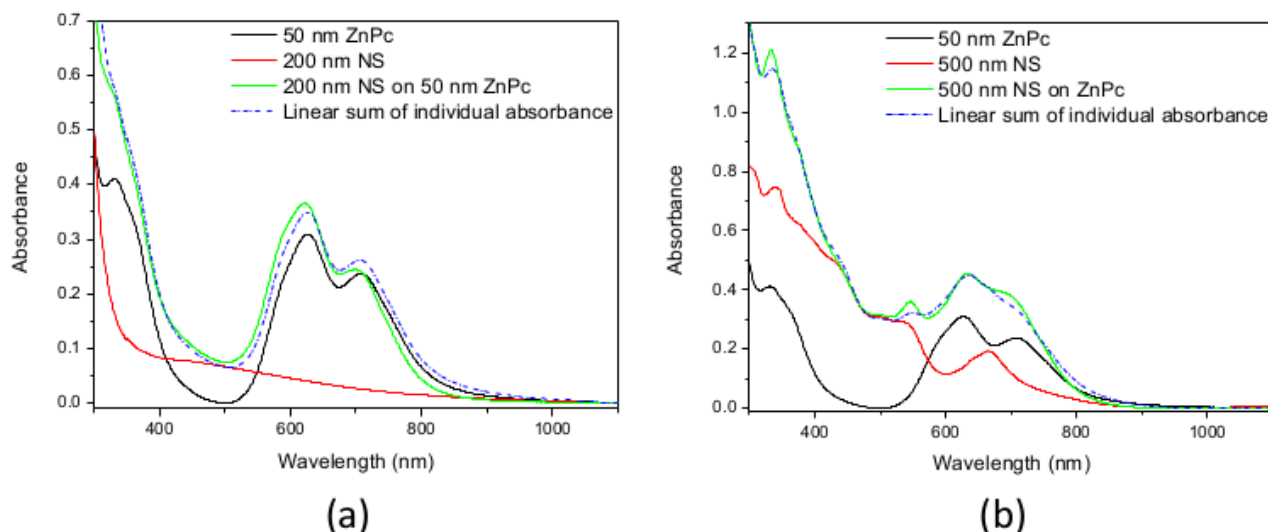 0.7
0.6
0.5
0.4
0.3
0.2
0.1
0.0
Absorbance
50 nm ZnPc
200 nm NS
200 nm NS on 50 nm ZnPc
Linear sum of individual absorbance
400
600
800
1000
Wavelength (nm)
(a)
1.2
1.0
0.8
0.6
0.4
0.2
0.0
Absorbance
50 nm ZnPc
500 nm NS
500 nm NS on ZnPc
Linear sum of individual absorbance
400
600
800
1000
Wavelength (nm)
(b)